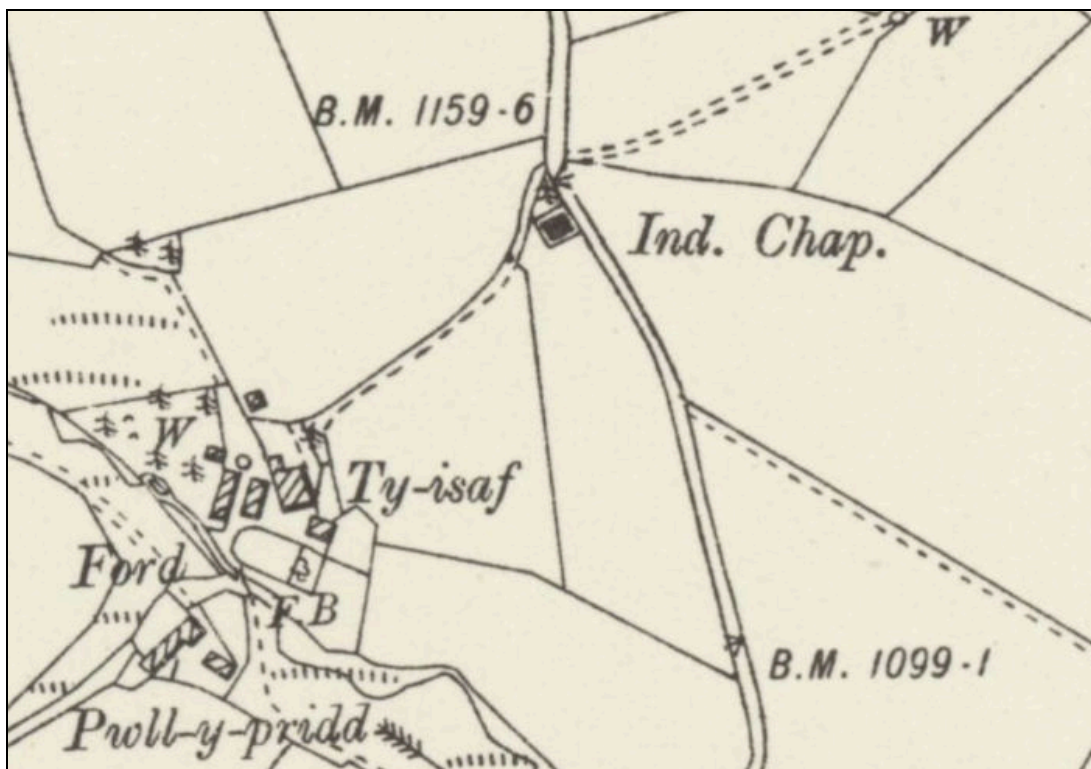 W
B.M. 1159·6
Ind. Chap.
W
Ty-isaf
Ford
F.B
B.M. 1099·1
Pwll-y-pridd